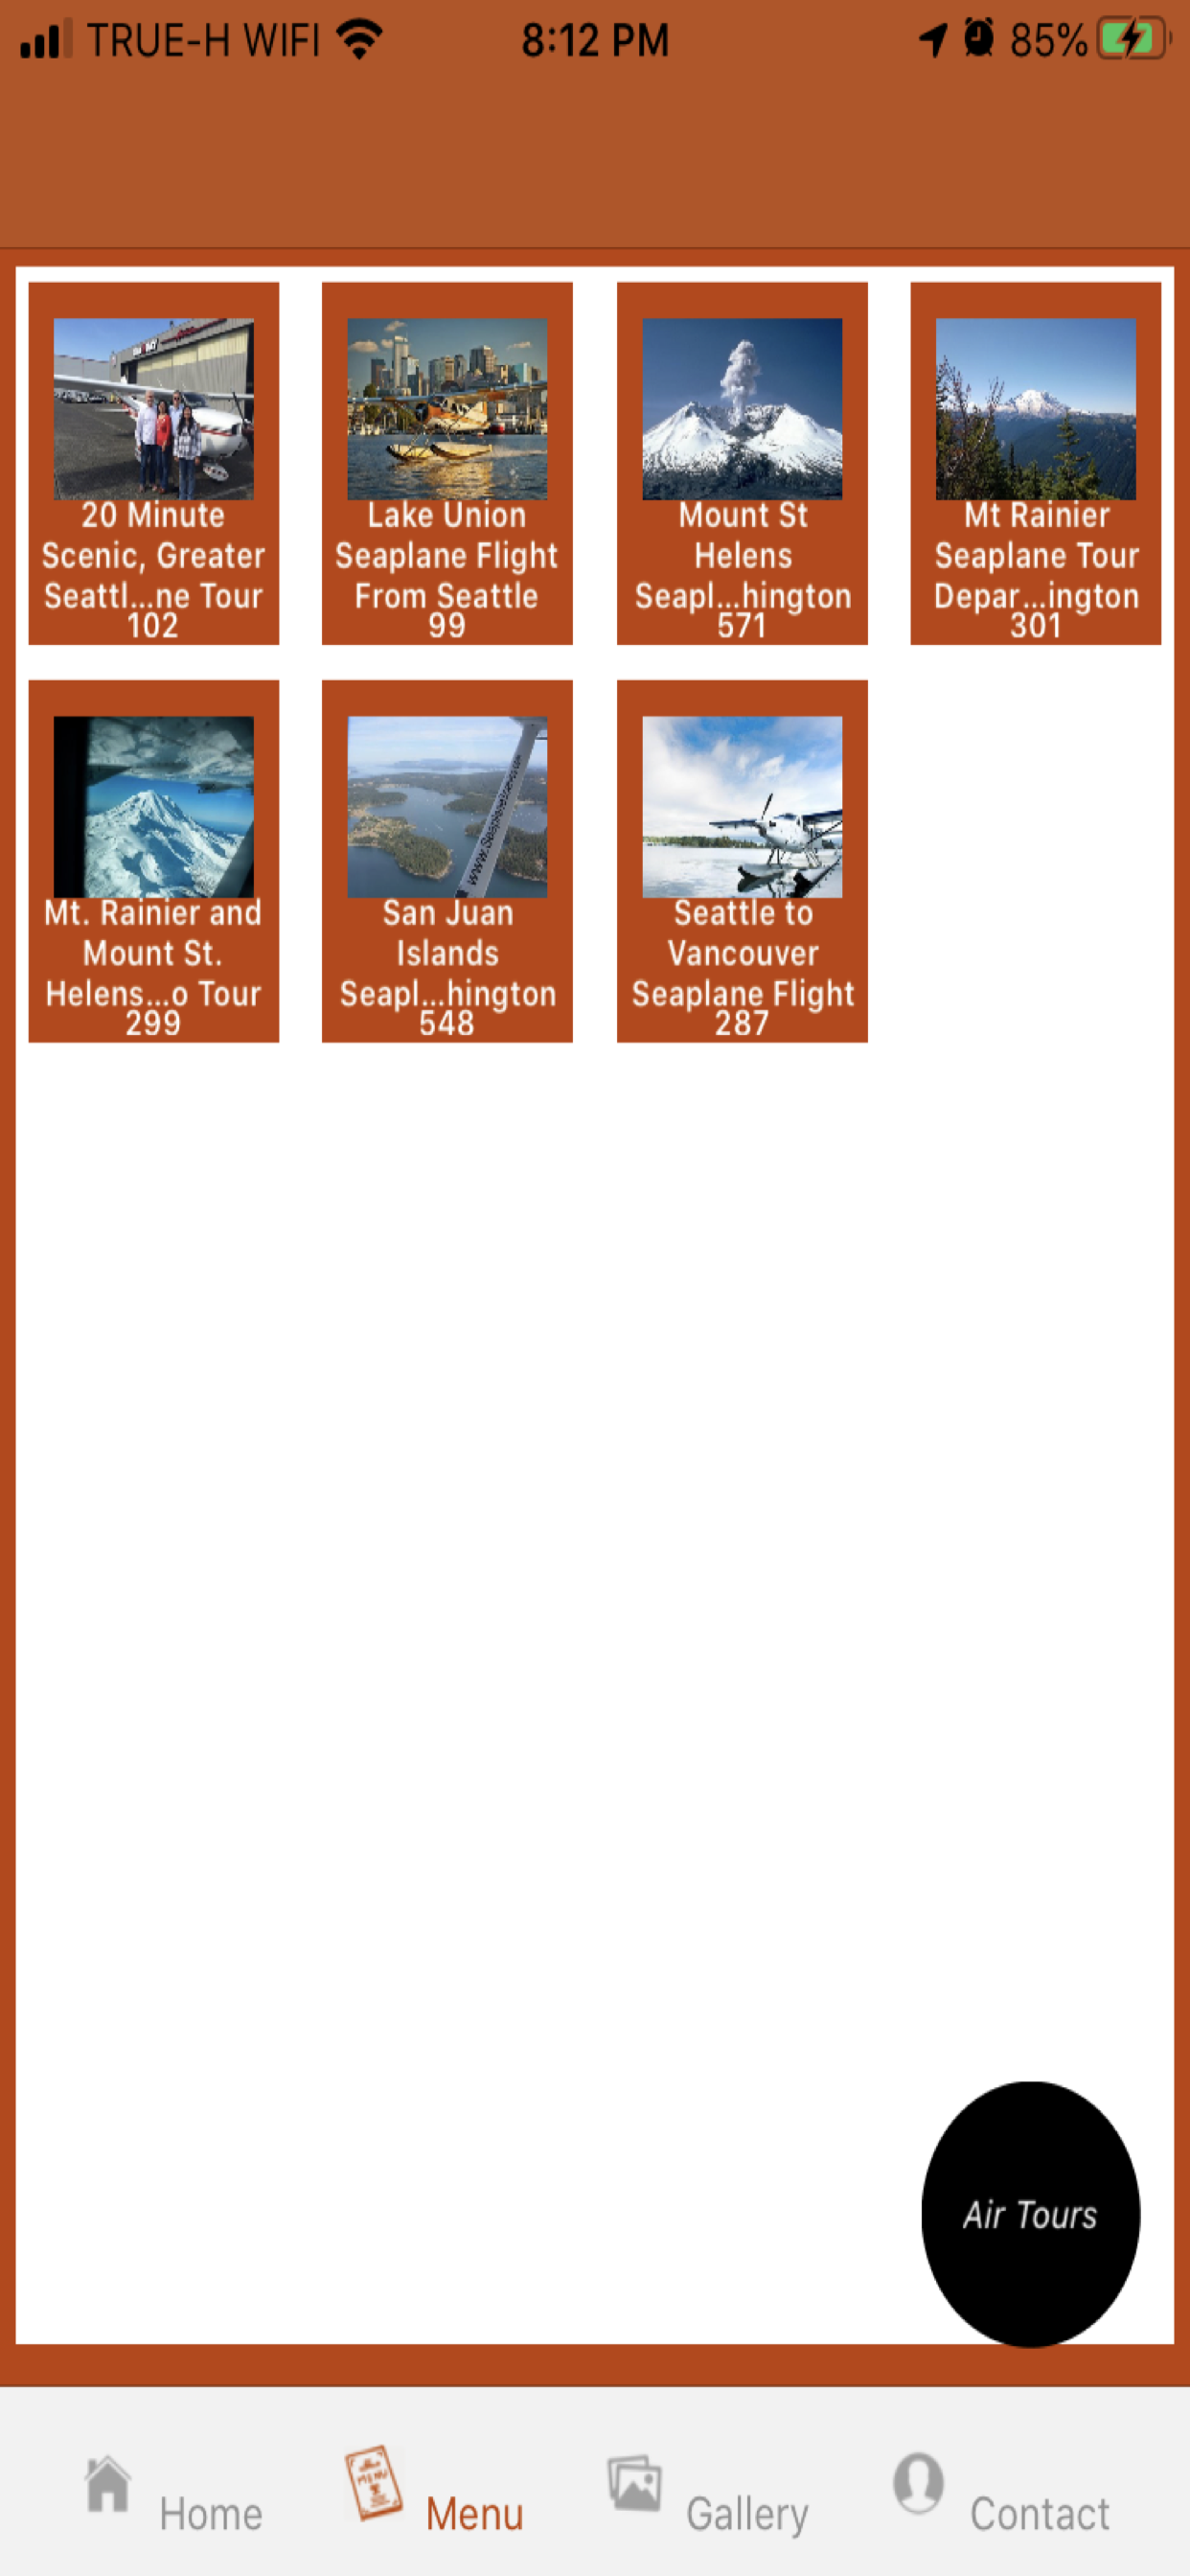 TRUE-H WIFI
8:12 PM
85%
20 Minute
Scenic, Greater
Seattl...ne Tour
102
Lake Union
Seaplane Flight
From Seattle
99
Mount St
Helens
Seapl...hington
571
Mt Rainier
Seaplane Tour
Depar...ington
301
Mt. Rainier and
Mount St.
Helens...o Tour
299
San Juan
Islands
Seapl...hington
548
Seattle to
Vancouver
Seaplane Flight
287
Air Tours
MENU
Home
Menu
Gallery
Contact